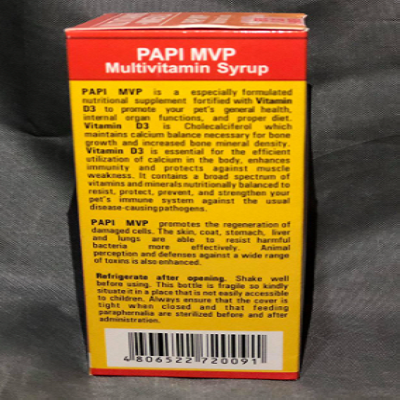 PAPI MVP
Multivitamin Syrup
PAPI MVP is a especially formulated
nutritional supplement fortified with Vitamin
D3 to promote your pet's general health,
internal organ functions, and proper diet.
Vitamin D3 is Cholecalciferol which
maintains calcium balance necessary for bone
growth and increased bone mineral density.
Vitamin D3 is essential for the efficient
utilization of calcium in the body, enhances
immunity and protects against muscle
weakness. It contains a broad spectrum of
vitamins and minerals nutritionally balanced to
resist, protect, prevent, and strengthen your
pet's immune system against the usual
disease-causing pathogens.
PAPI MVP promotes the regeneration of
damaged cells. The skin, coat, stomach, liver
and lungs are able to resist harmful
bacteria more effectively. Animal
perception and defenses against a wide range
of toxins is also enhanced.
Refrigerate after opening. Shake well
before using. This bottle is fragile so kindly
situate it in a place that is not easily accessible
to children. Always ensure that the cover is
tight when closed and that feeding
paraphernalia are sterilized before and after
administration.
4 806522 720091